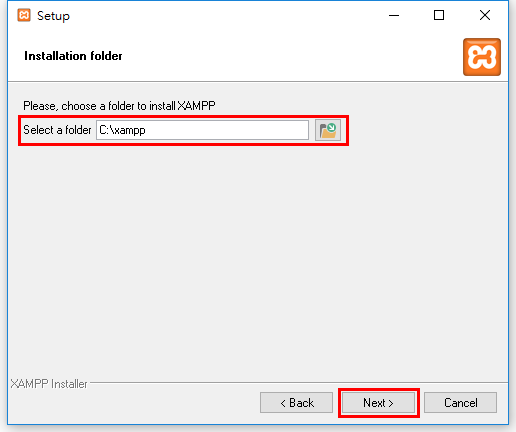 Setup
Installation folder
Please, choose a folder to install XAMPP
Select a folder C:\xampp
XAMPP Installer
< Back Next > Cancel